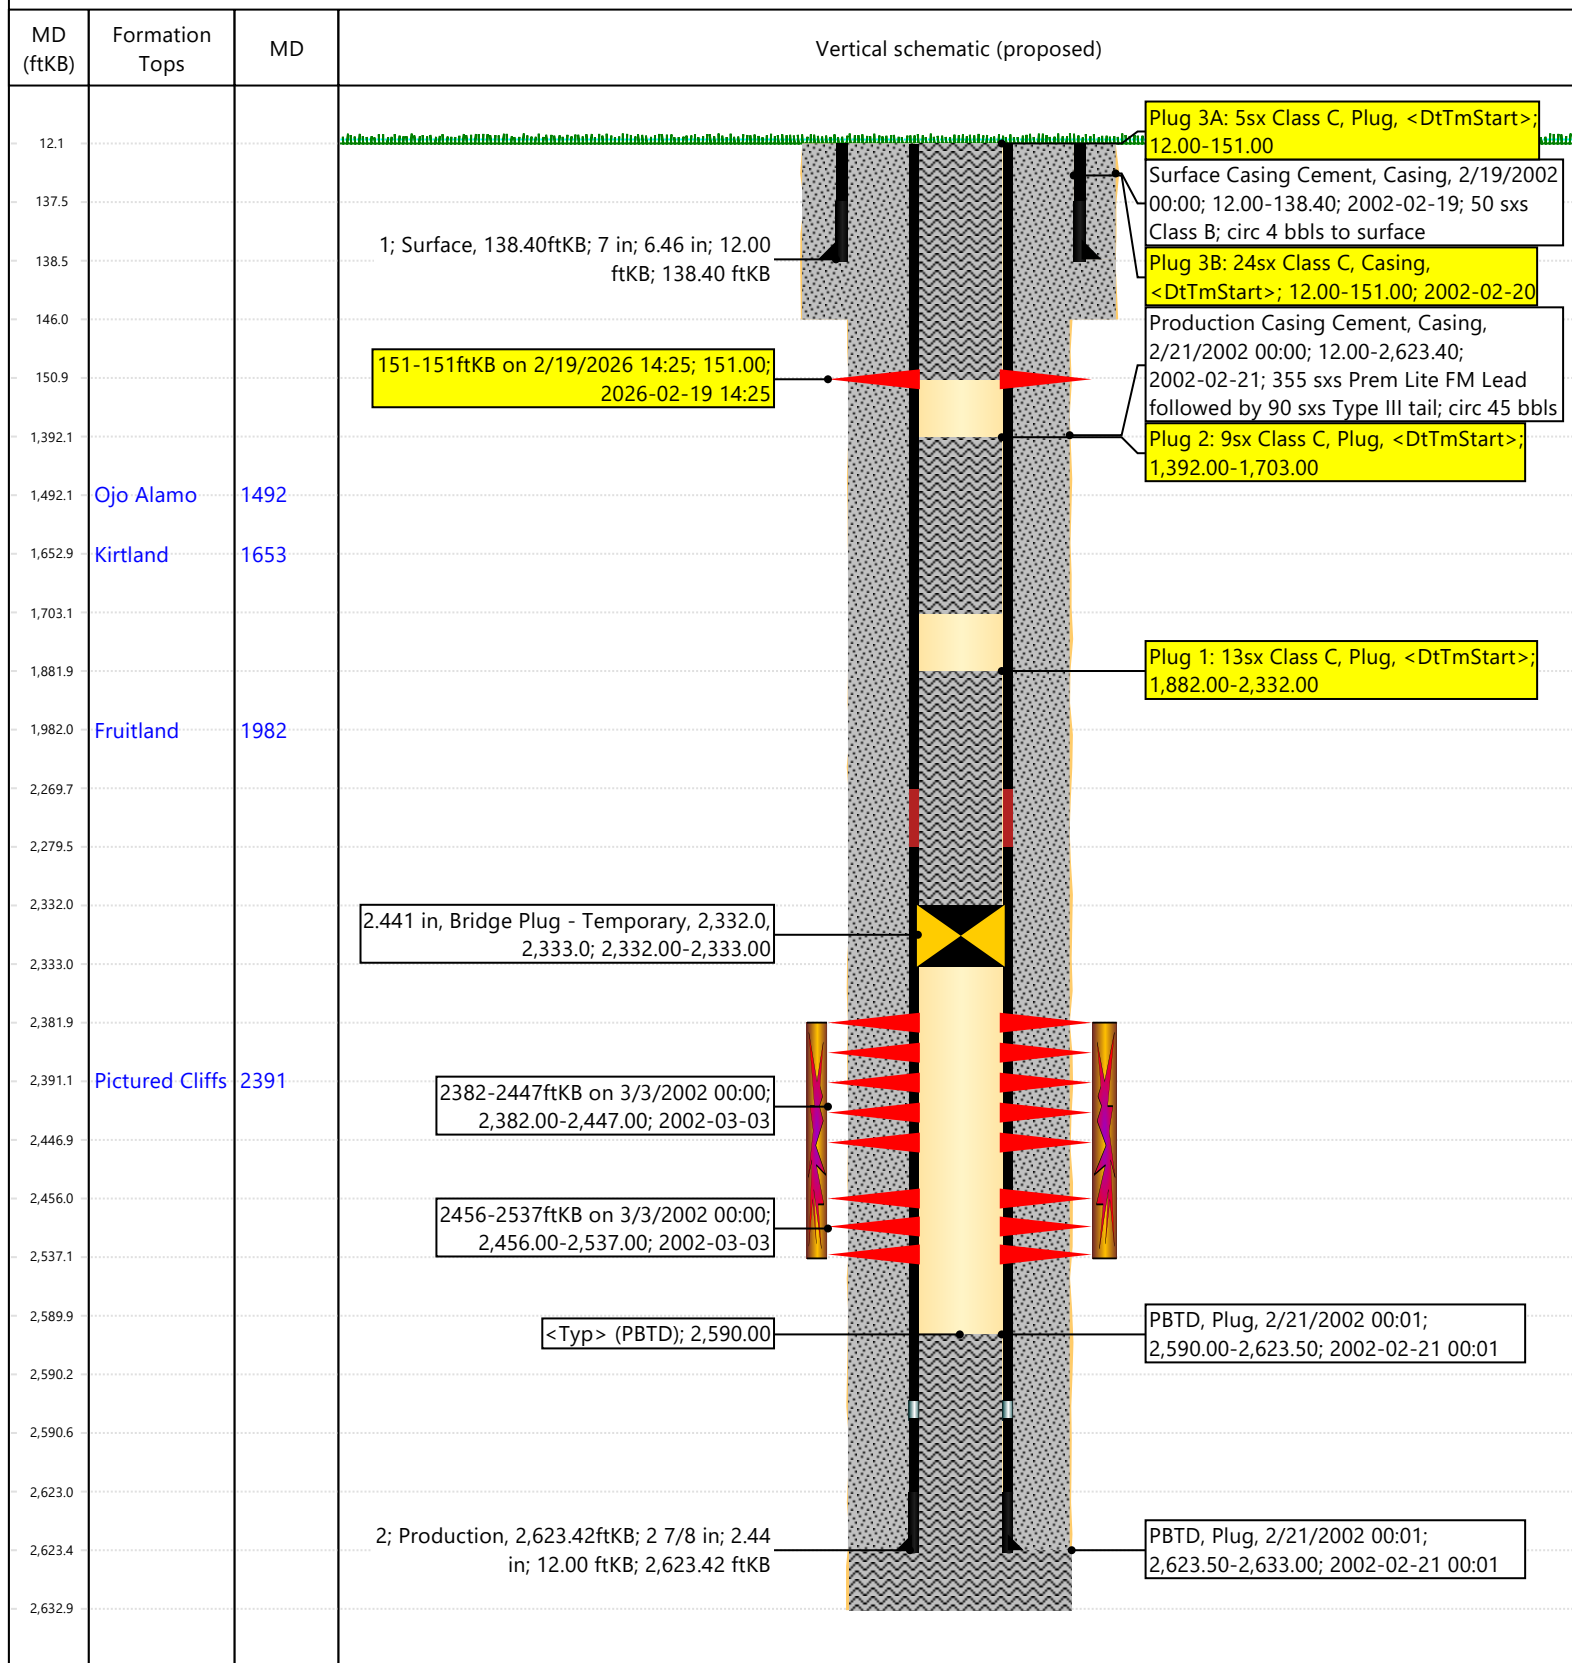 MD
(ftKB)
Formation
Tops
MD
Vertical schematic (proposed)
12.1
137.5
138.5
146.0
150.9
1,392.1
1,492.1
1,652.9
1,703.1
1,881.9
1,982.0
2,269.7
2,279.5
2,332.0
2,333.0
2,381.9
2,391.1
2,446.9
2,456.0
2,537.1
2,589.9
2,590.2
2,590.6
2,623.0
2,623.4
2,632.9
Ojo Alamo 1492
Kirtland 1653
Fruitland 1982
Pictured Cliffs 2391
1; Surface, 138.40ftKB; 7 in; 6.46 in; 12.00
ftKB; 138.40 ftKB
151-151ftKB on 2/19/2026 14:25; 151.00;
2026-02-19 14:25
2.441 in, Bridge Plug - Temporary, 2,332.0,
2,333.0; 2,332.00-2,333.00
2382-2447ftKB on 3/3/2002 00:00;
2,382.00-2,447.00; 2002-03-03
2456-2537ftKB on 3/3/2002 00:00;
2,456.00-2,537.00; 2002-03-03
<Typ> (PBTD); 2,590.00
2; Production, 2,623.42ftKB; 2 7/8 in; 2.44
in; 12.00 ftKB; 2,623.42 ftKB
Plug 3A: 5sx Class C, Plug, <DtTmStart>;
12.00-151.00
Surface Casing Cement, Casing, 2/19/2002
00:00; 12.00-138.40; 2002-02-19; 50 sxs
Class B; circ 4 bbls to surface
Plug 3B: 24sx Class C, Casing,
<DtTmStart>; 12.00-151.00; 2002-02-20
Production Casing Cement, Casing,
2/21/2002 00:00; 12.00-2,623.40;
2002-02-21; 355 sxs Prem Lite FM Lead
followed by 90 sxs Type III tail; circ 45 bbls
Plug 2: 9sx Class C, Plug, <DtTmStart>;
1,392.00-1,703.00
Plug 1: 13sx Class C, Plug, <DtTmStart>;
1,882.00-2,332.00
PBTD, Plug, 2/21/2002 00:01;
2,590.00-2,623.50; 2002-02-21 00:01
PBTD, Plug, 2/21/2002 00:01;
2,623.50-2,633.00; 2002-02-21 00:01